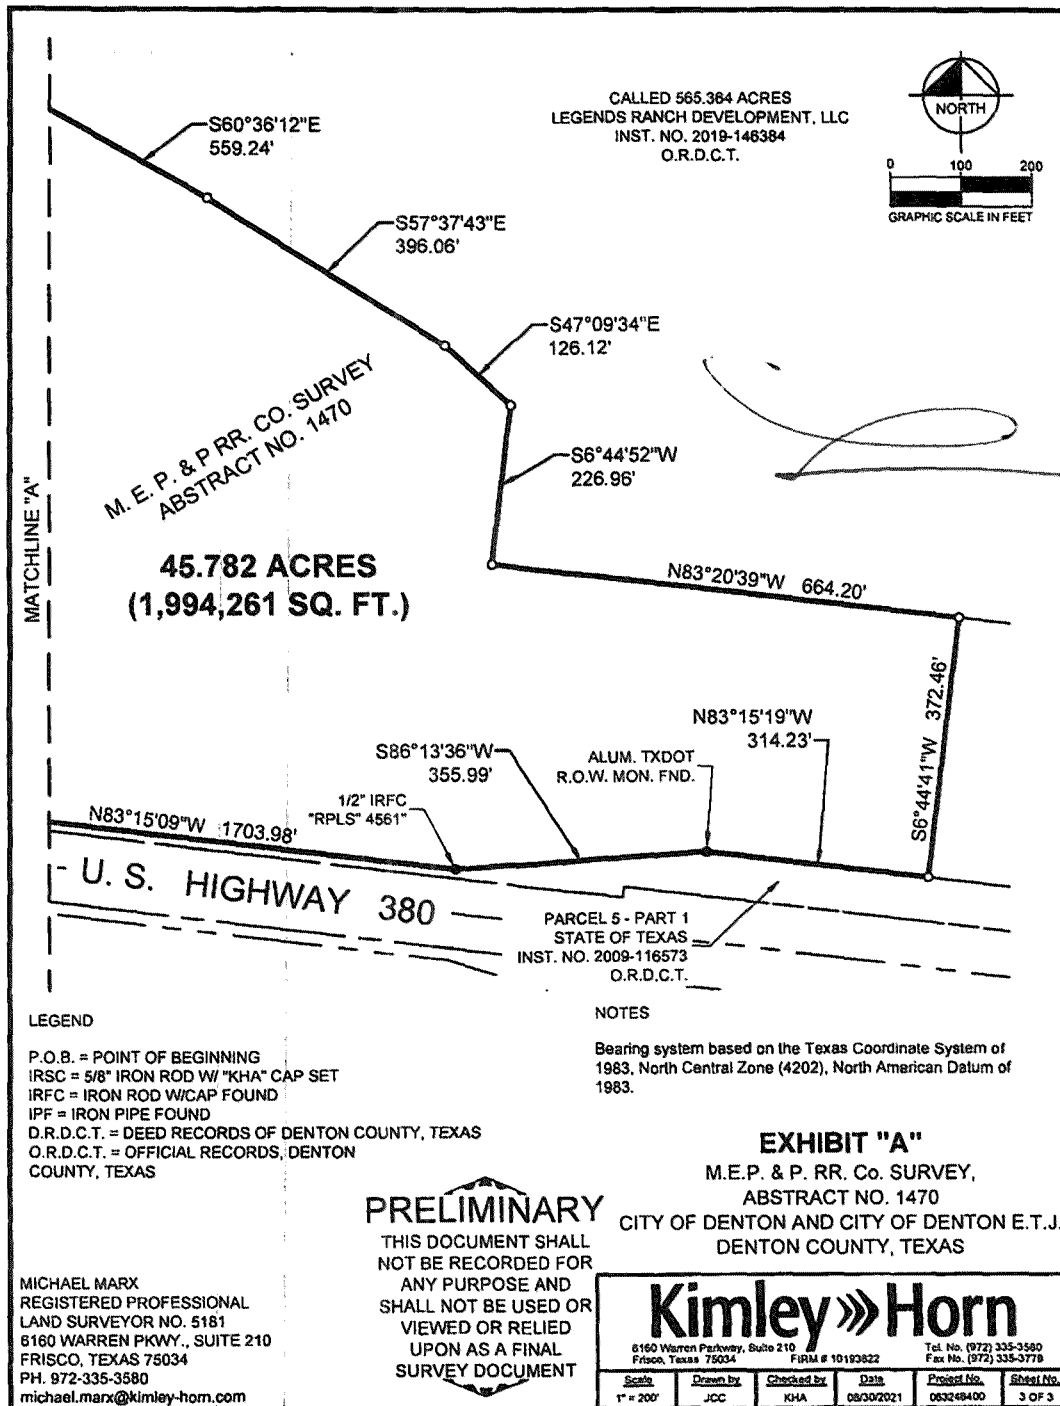 CALLED 565.364 ACRES
LEGENDS RANCH DEVELOPMENT, LLC
INST. NO. 2019-146384
O.R.D.C.T.
NORTH
0 100 200
GRAPHIC SCALE IN FEET
S60°36'12"E
559.24'
S57°37'43"E
396.06'
S47°09'34"E
126.12'
M. E. P. & P RR. CO. SURVEY
ABSTRACT NO. 1470
S6°44'52"W
226.96'
MATCHLINE "A"
45.782 ACRES
(1,994,261 SQ. FT.)
N83°20'39"W 664.20'
S6°44'41"W 372.46'
N83°15'19"W
314.23'
S86°13'36"W
355.99'
ALUM. TXDOT
R.O.W. MON. FND.
1/2" IRFC
"RPLS" 4561"
N83°15'09"W 1703.98'
U. S. HIGHWAY 380
PARCEL 5 - PART 1
STATE OF TEXAS
INST. NO. 2009-116573
O.R.D.C.T.
LEGEND
P.O.B. = POINT OF BEGINNING
IRSC = 5/8" IRON ROD W/ "KHA" CAP SET
IRFC = IRON ROD W/CAP FOUND
IPF = IRON PIPE FOUND
D.R.D.C.T. = DEED RECORDS OF DENTON COUNTY, TEXAS
O.R.D.C.T. = OFFICIAL RECORDS, DENTON
COUNTY, TEXAS
NOTES
Bearing system based on the Texas Coordinate System of
1983, North Central Zone (4202), North American Datum of
1983.
EXHIBIT "A"
M.E.P. & P. RR. Co. SURVEY,
ABSTRACT NO. 1470
CITY OF DENTON AND CITY OF DENTON E.T.J.
DENTON COUNTY, TEXAS
PRELIMINARY
THIS DOCUMENT SHALL
NOT BE RECORDED FOR
ANY PURPOSE AND
SHALL NOT BE USED OR
VIEWED OR RELIED
UPON AS A FINAL
SURVEY DOCUMENT
MICHAEL MARX
REGISTERED PROFESSIONAL
LAND SURVEYOR NO. 5181
6160 WARREN PKWY., SUITE 210
FRISCO, TEXAS 75034
PH. 972-335-3580
michael.marx@kimley-horn.com
Kimley»Horn
6160 Warren Parkway, Suite 210
Frisco, Texas 75034
FIRM # 10193822
Tel. No. (972) 335-3580
Fax No. (972) 335-3779
Scale Drawn by Checked by Date Project No. Sheet No.
1" = 200' JCC KHA 08/30/2021 063248400 3 OF 3